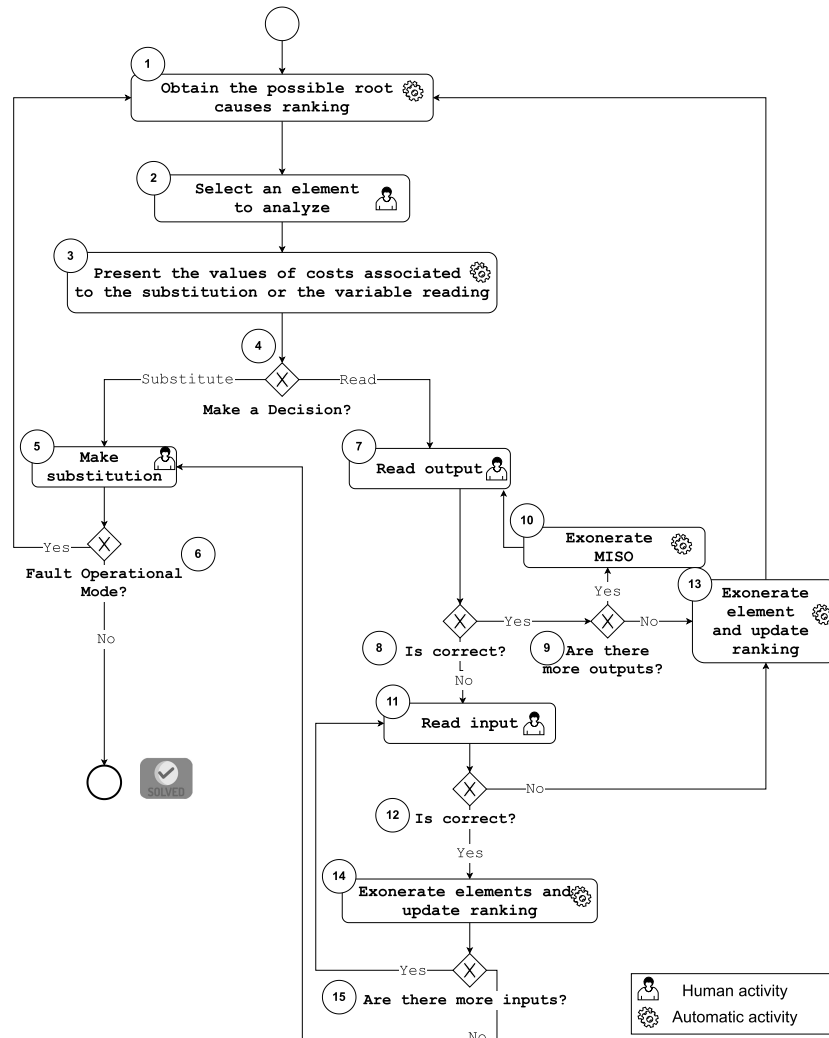 1
Obtain the possible root
causes ranking
2
Select an element
to analyze
3
Present the values of costs associated
to the substitution or the variable reading
4
Substitute
Read
Make a Decision?
5
Make
substitution
7
Read output
10
Exonerate
MISO
Yes
6
Fault Operational
Mode?
13
Exonerate
element
and update
ranking
Yes
Yes
No
8
Is correct?
9
Are there
more outputs?
No
No
11
Read input
SOLVED
No
12
Is correct?
Yes
14
Exonerate elements and
update ranking
Yes
15
Are there more inputs?
No
Human activity
Automatic activity